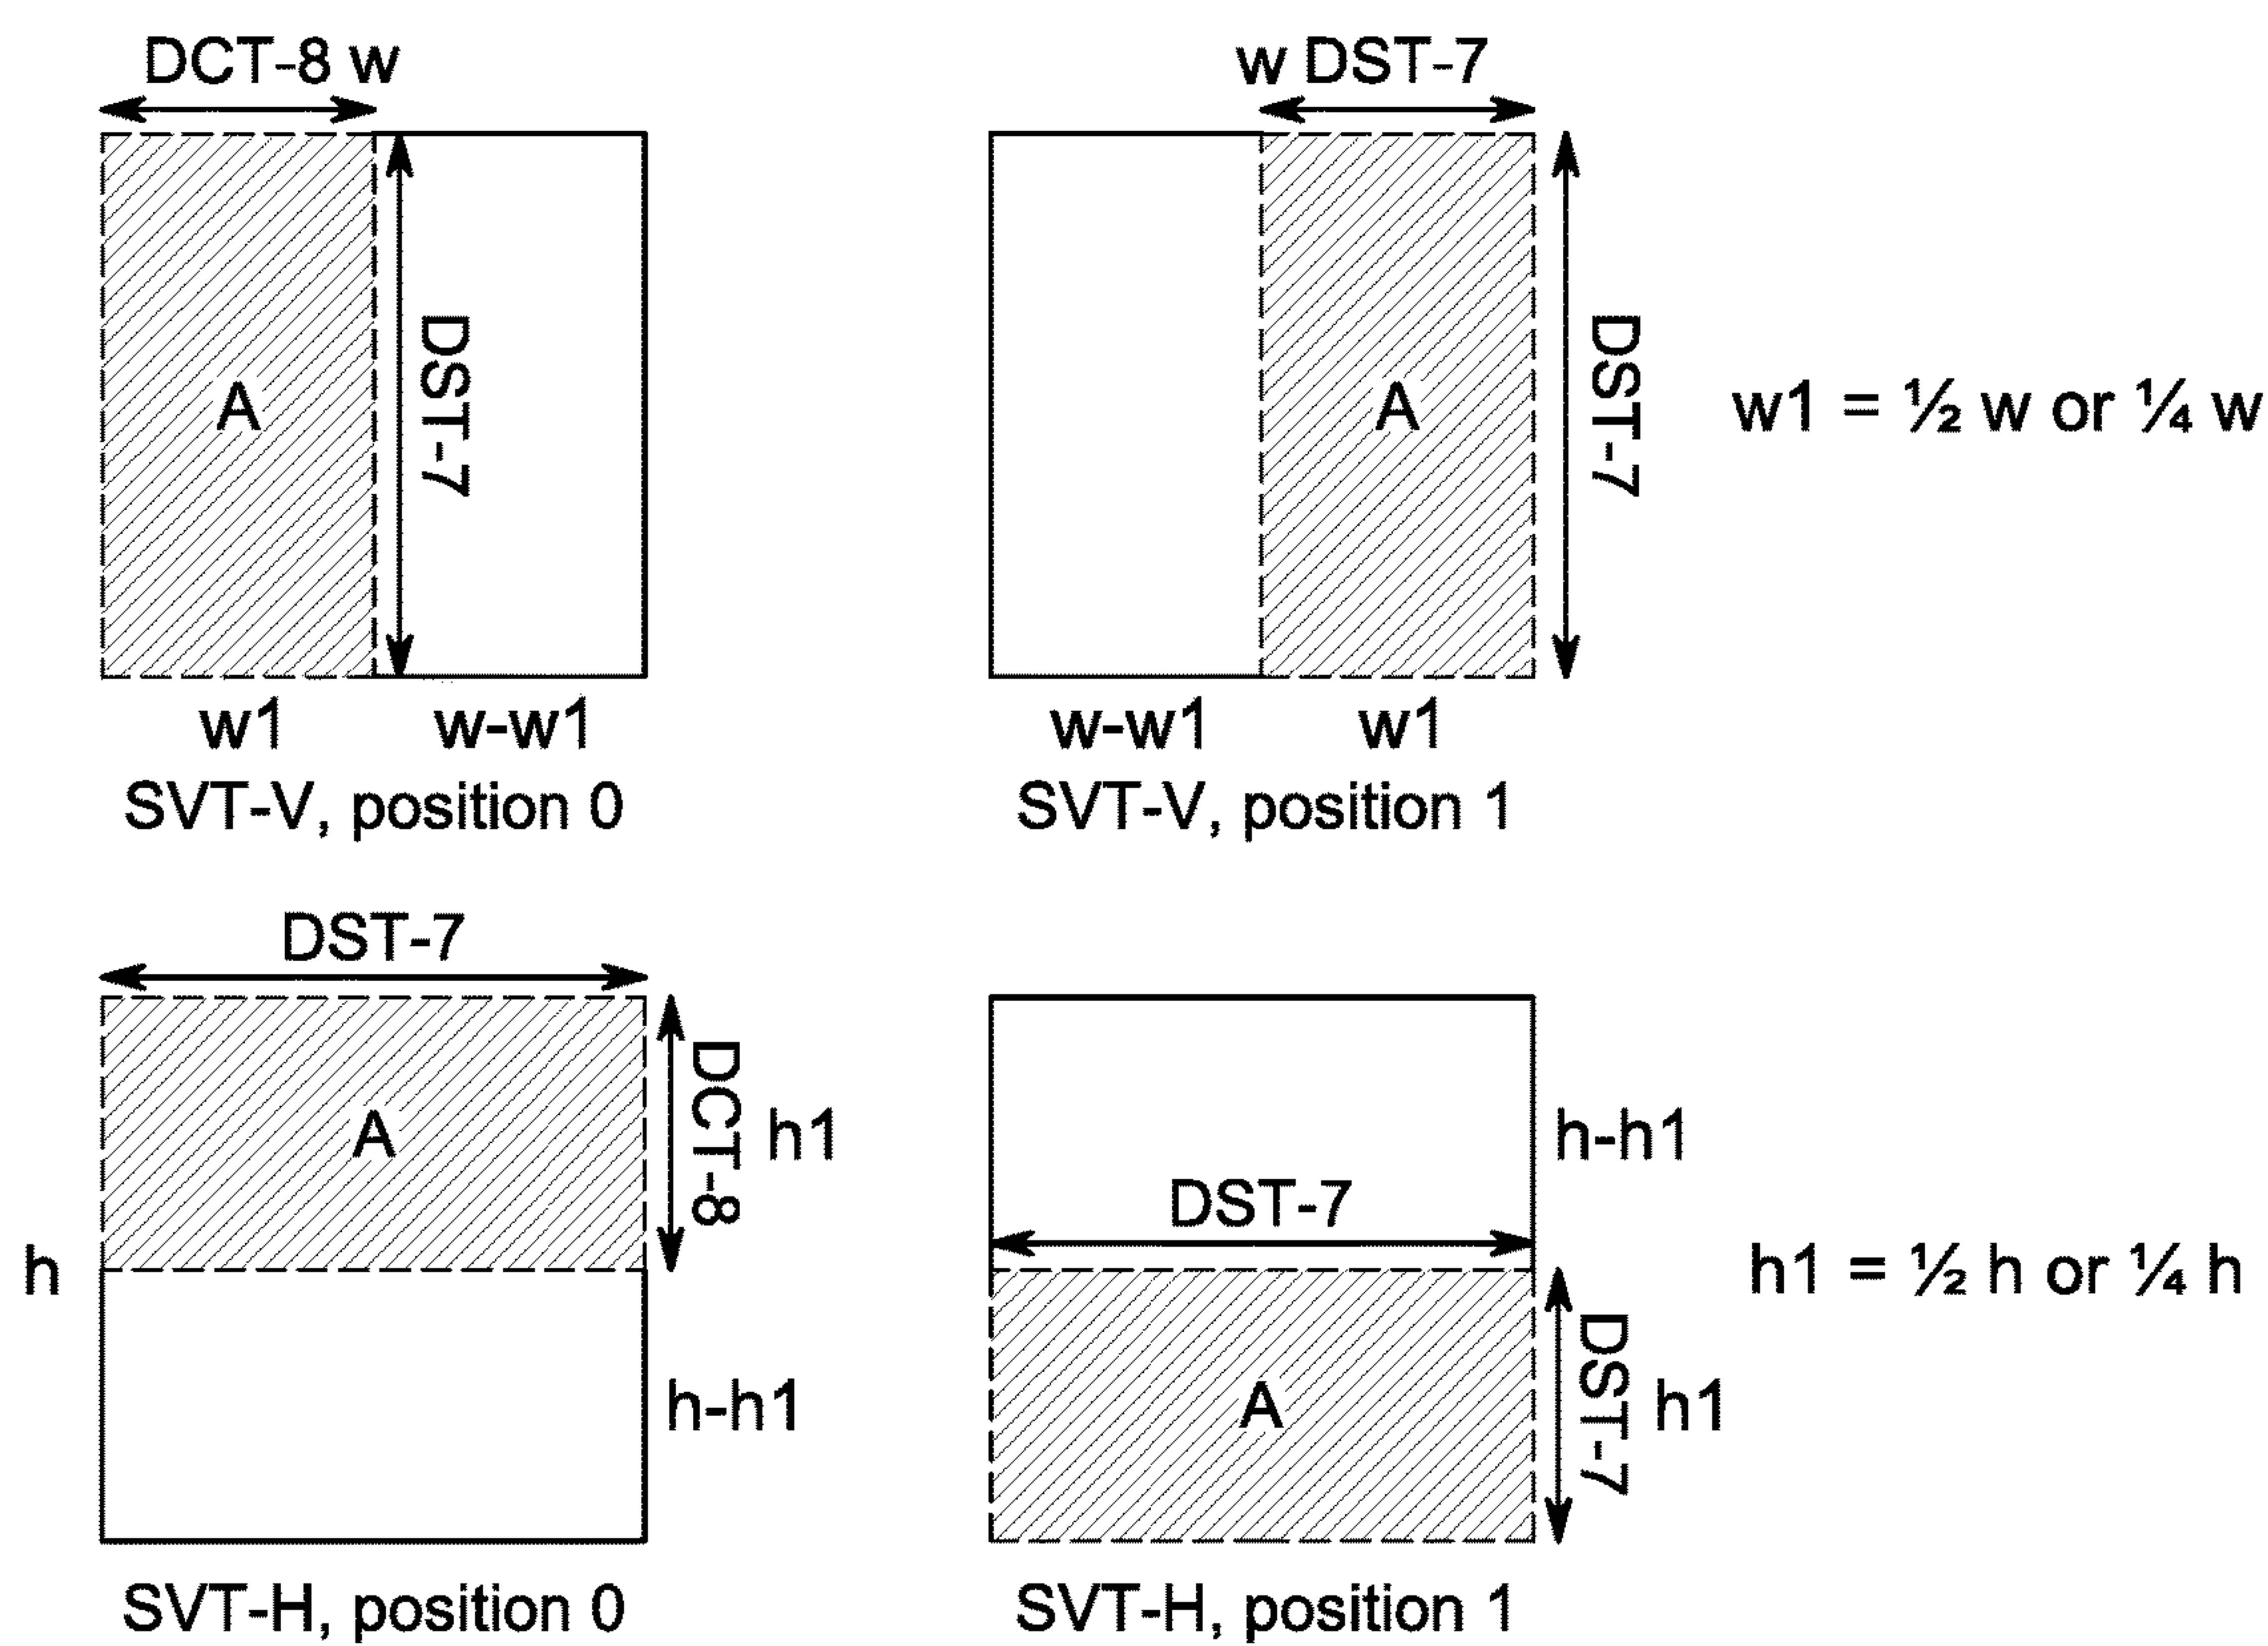 DCT-8 w
DST-7
A
w1 w-w1
SVT-V, position 0
w DST-7
DST-7
A
w-w1 w1
SVT-V, position 1
w1 = ½ w or ¼ w
DST-7
DCT-8
A
h1
h
h-h1
SVT-H, position 0
h-h1
DST-7
A
DST-7
h1
SVT-H, position 1
h1 = ½ h or ¼ h